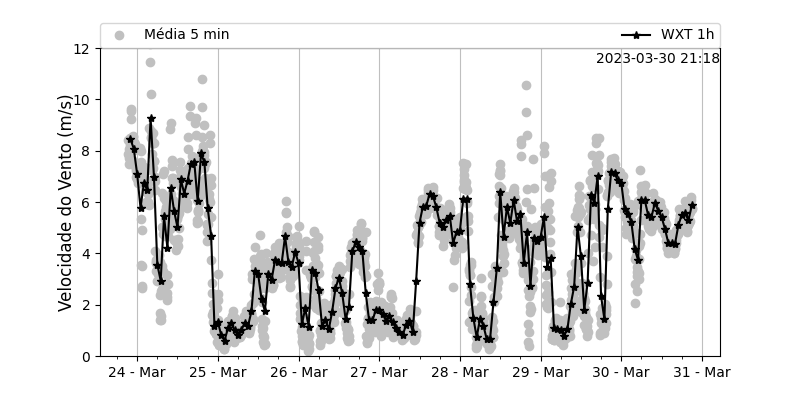 Média 5 min
WXT 1h
2023-03-30 21:18
Velocidade do Vento (m/s)
12
10
8
6
4
2
0
24 - Mar
25 - Mar
26 - Mar
27 - Mar
28 - Mar
29 - Mar
30 - Mar
31 - Mar